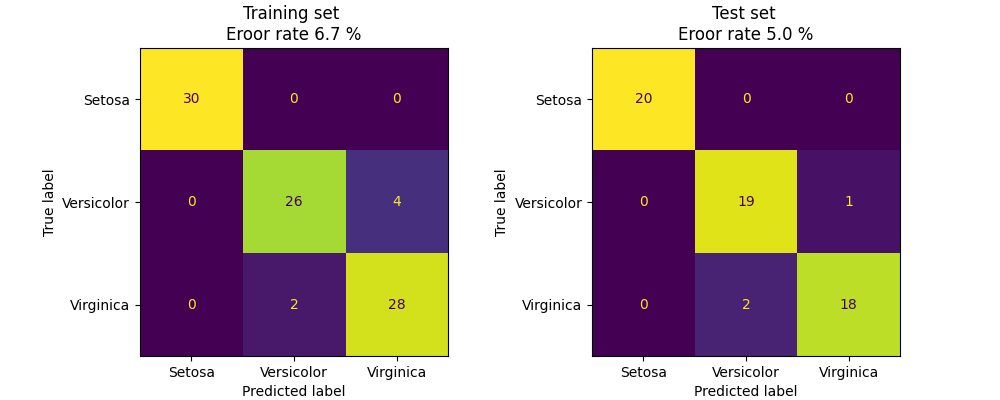 Training set
Eroor rate 6.7 %
True label
Setosa 30 0 0
Versicolor 0 26 4
Virginica 0 2 28
Setosa Versicolor Virginica
Predicted label
Test set
Eroor rate 5.0 %
True label
Setosa 20 0 0
Versicolor 0 19 1
Virginica 0 2 18
Setosa Versicolor Virginica
Predicted label